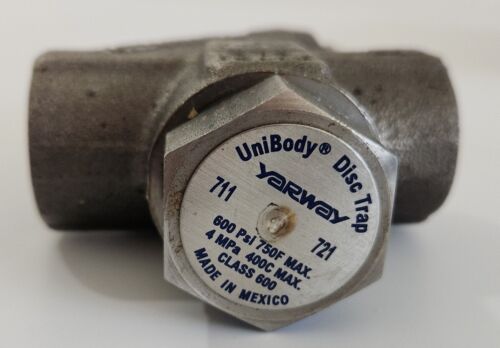 UniBody® Disc Trap
YARWAY
711
721
600 Psi 750F MAX.
4 MPa 400C MAX.
CLASS 600
MADE IN MEXICO